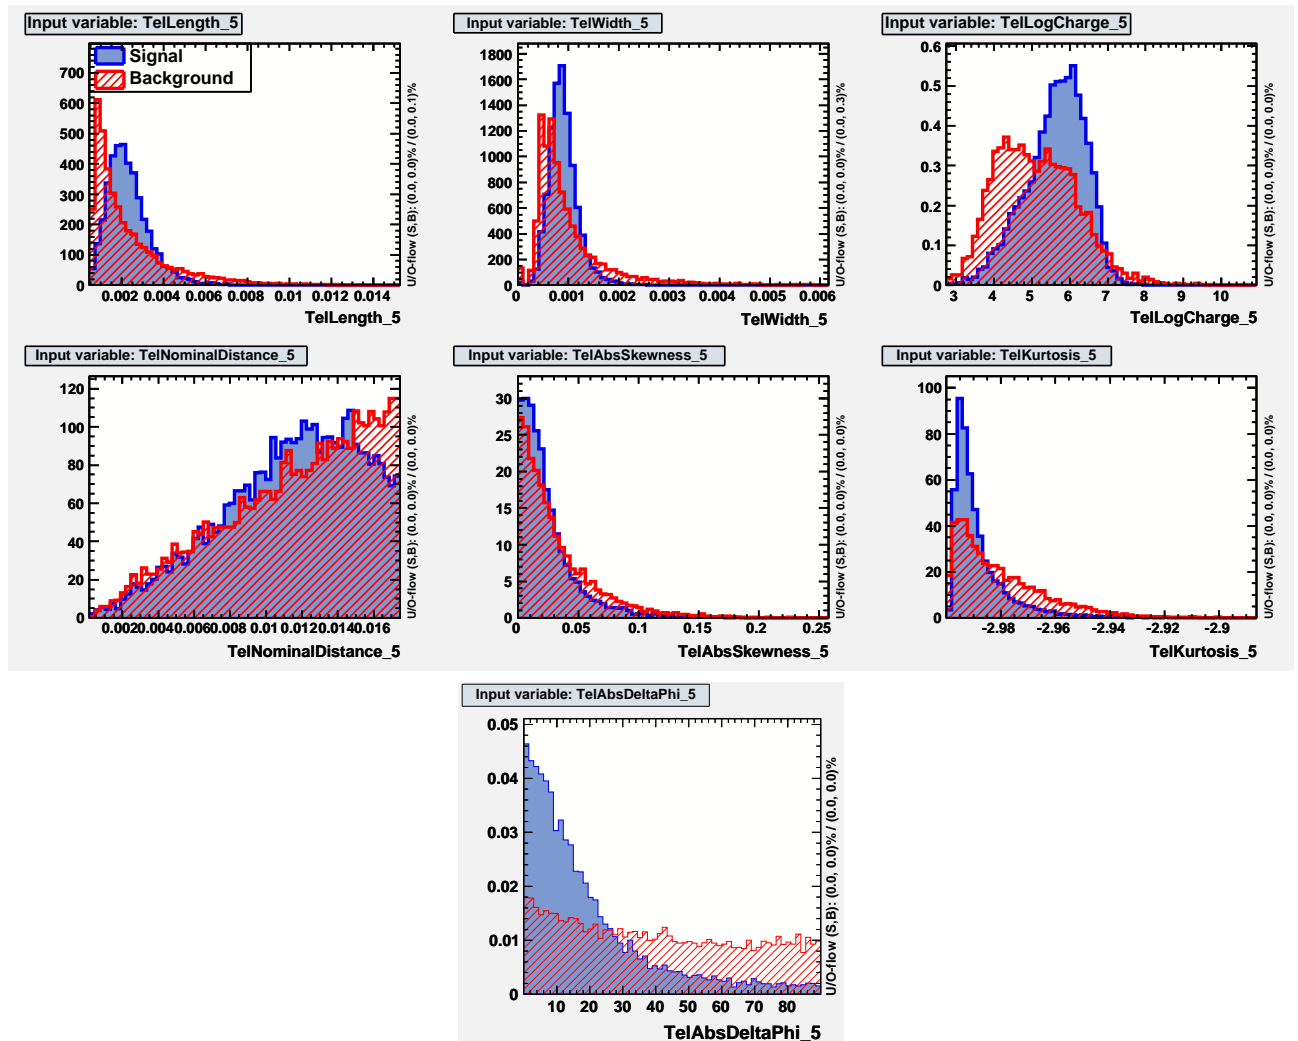 Input variable: TelLength_5
Signal
Background
700
600
500
400
300
200
100
0
0.002 0.004 0.006 0.008 0.01 0.012 0.014
TelLength_5
U/O-flow (S,B): (0.0, 0.0)% / (0.0, 0.1)%
Input variable: TelWidth_5
1800
1600
1400
1200
1000
800
600
400
200
0
0 0.001 0.002 0.003 0.004 0.005 0.006
TelWidth_5
U/O-flow (S,B): (0.0, 0.0)% / (0.0, 0.3)%
Input variable: TelLogCharge_5
0.6
0.5
0.4
0.3
0.2
0.1
0
3 4 5 6 7 8 9 10
TelLogCharge_5
U/O-flow (S,B): (0.0, 0.0)% / (0.0, 0.0)%
Input variable: TelNominalDistance_5
120
100
80
60
40
20
0
0.002 0.004 0.006 0.008 0.01 0.012 0.014 0.016
TelNominalDistance_5
U/O-flow (S,B): (0.0, 0.0)% / (0.0, 0.0)%
Input variable: TelAbsSkewness_5
30
25
20
15
10
5
0
0 0.05 0.1 0.15 0.2 0.25
TelAbsSkewness_5
U/O-flow (S,B): (0.0, 0.0)% / (0.0, 0.0)%
Input variable: TelKurtosis_5
100
80
60
40
20
0
-2.98 -2.96 -2.94 -2.92 -2.9
TelKurtosis_5
U/O-flow (S,B): (0.0, 0.0)% / (0.0, 0.0)%
Input variable: TelAbsDeltaPhi_5
0.05
0.04
0.03
0.02
0.01
0
10 20 30 40 50 60 70 80
TelAbsDeltaPhi_5
U/O-flow (S,B): (0.0, 0.0)% / (0.0, 0.0)%